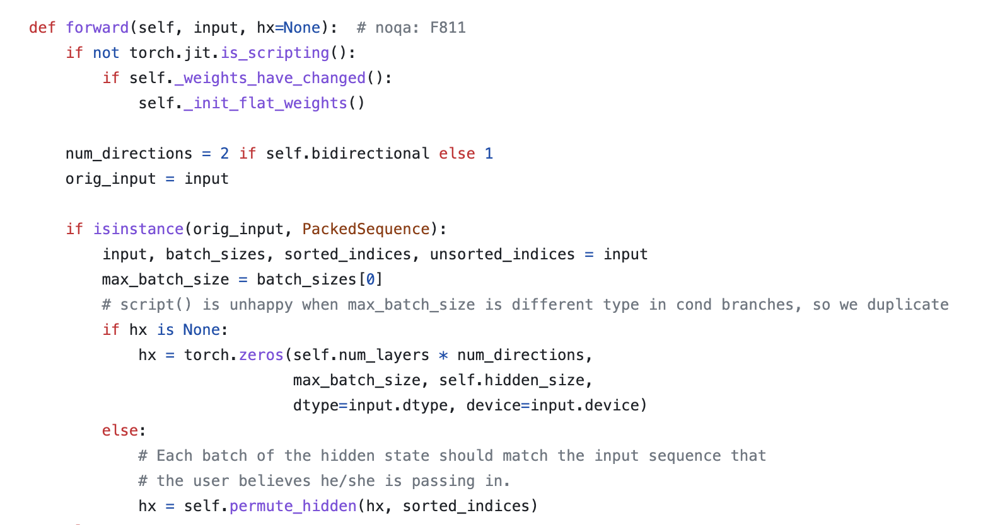 def forward(self, input, hx=None):  # noqa: F811
    if not torch.jit.is_scripting():
        if self._weights_have_changed():
            self._init_flat_weights()

    num_directions = 2 if self.bidirectional else 1
    orig_input = input

    if isinstance(orig_input, PackedSequence):
        input, batch_sizes, sorted_indices, unsorted_indices = input
        max_batch_size = batch_sizes[0]
        # script() is unhappy when max_batch_size is different type in cond branches, so we duplicate
        if hx is None:
            hx = torch.zeros(self.num_layers * num_directions,
                             max_batch_size, self.hidden_size,
                             dtype=input.dtype, device=input.device)
        else:
            # Each batch of the hidden state should match the input sequence that
            # the user believes he/she is passing in.
            hx = self.permute_hidden(hx, sorted_indices)